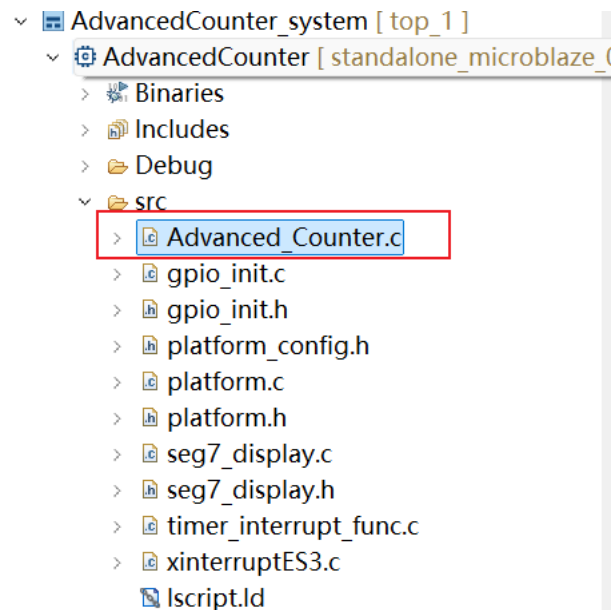 AdvancedCounter_system [ top_1 ]
AdvancedCounter [ standalone_microblaze_0
Binaries
Includes
Debug
src
Advanced_Counter.c
gpio_init.c
gpio_init.h
platform_config.h
platform.c
platform.h
seg7_display.c
seg7_display.h
timer_interrupt_func.c
xinterruptES3.c
lscript.ld